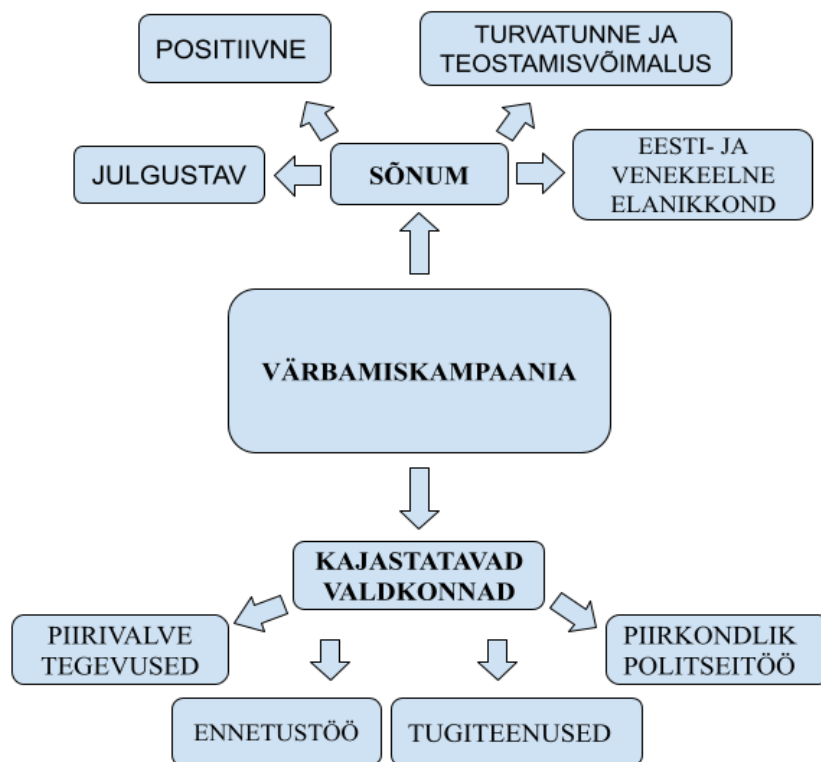 POSITIIVNE
TURVATUNNE JA
TEOSTAMISVÕIMALUS
JULGUSTAV
SÕNUM
EESTI- JA
VENEKEELNE
ELANIKKOND
VÄRBAMISKAMPAANIA
KAJASTATAVAD
VALDKONNAD
PIIRIVALVE
TEGEVUSED
PIIRKONDLIK
POLITSEITÖÖ
ENNETUSTÖÖ
TUGITEENUSED